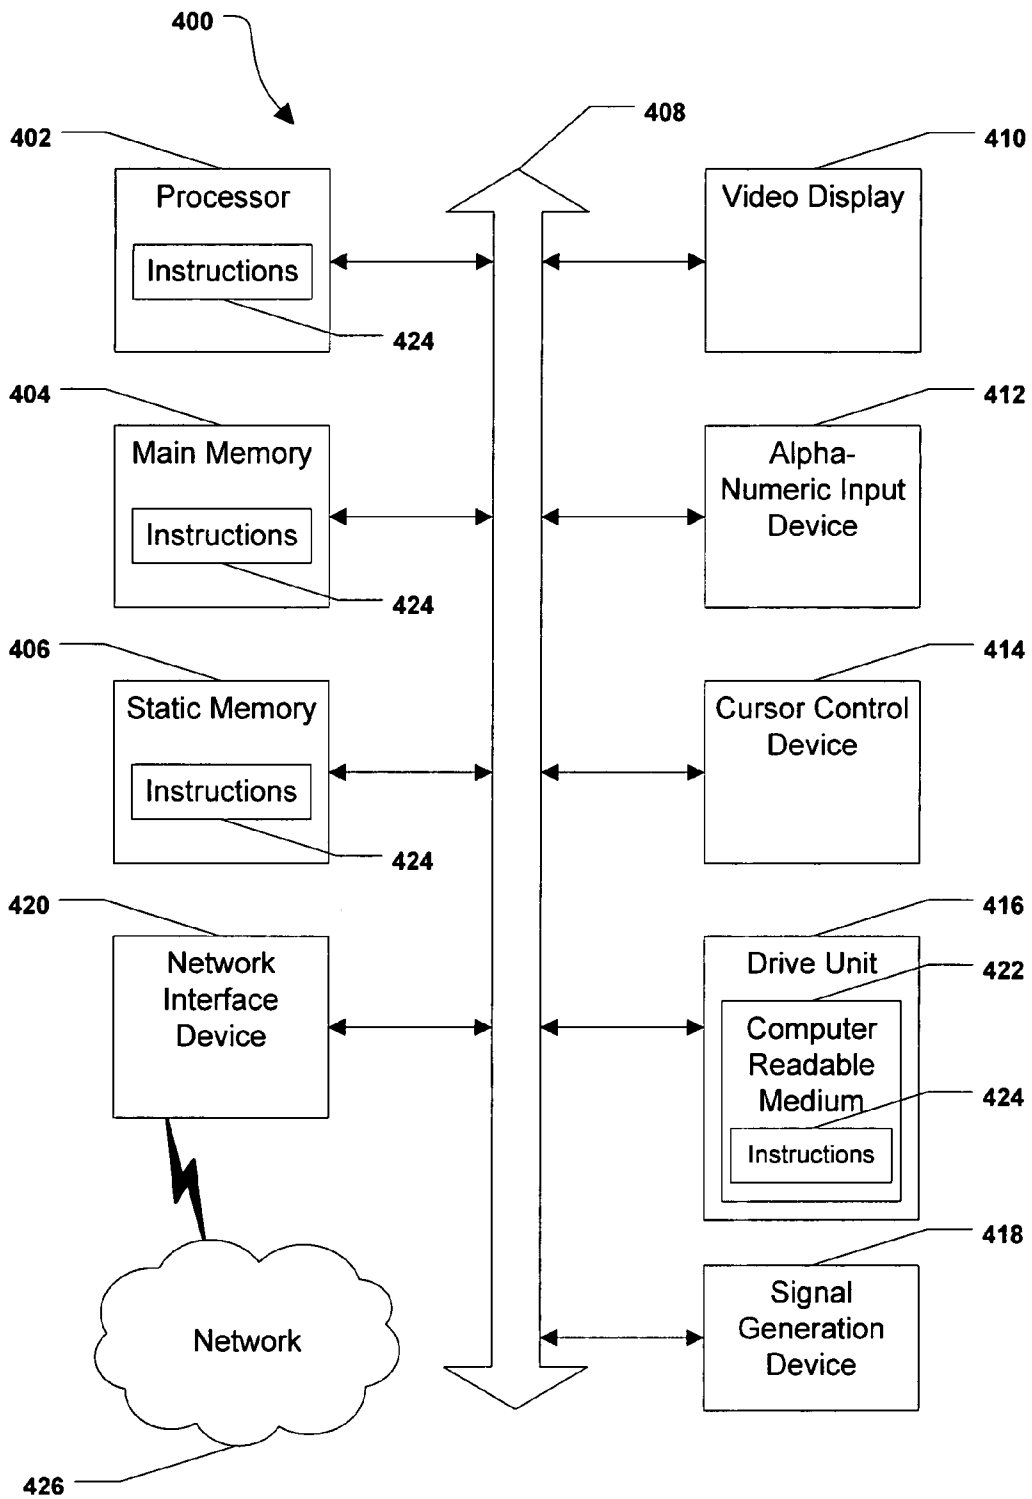 400
408
402
Processor
Instructions
424
410
Video Display
404
Main Memory
Instructions
424
412
Alpha-
Numeric Input
Device
406
Static Memory
Instructions
424
414
Cursor Control
Device
420
Network
Interface
Device
416
Drive Unit
422
Computer
Readable
Medium
424
Instructions
418
Signal
Generation
Device
Network
426